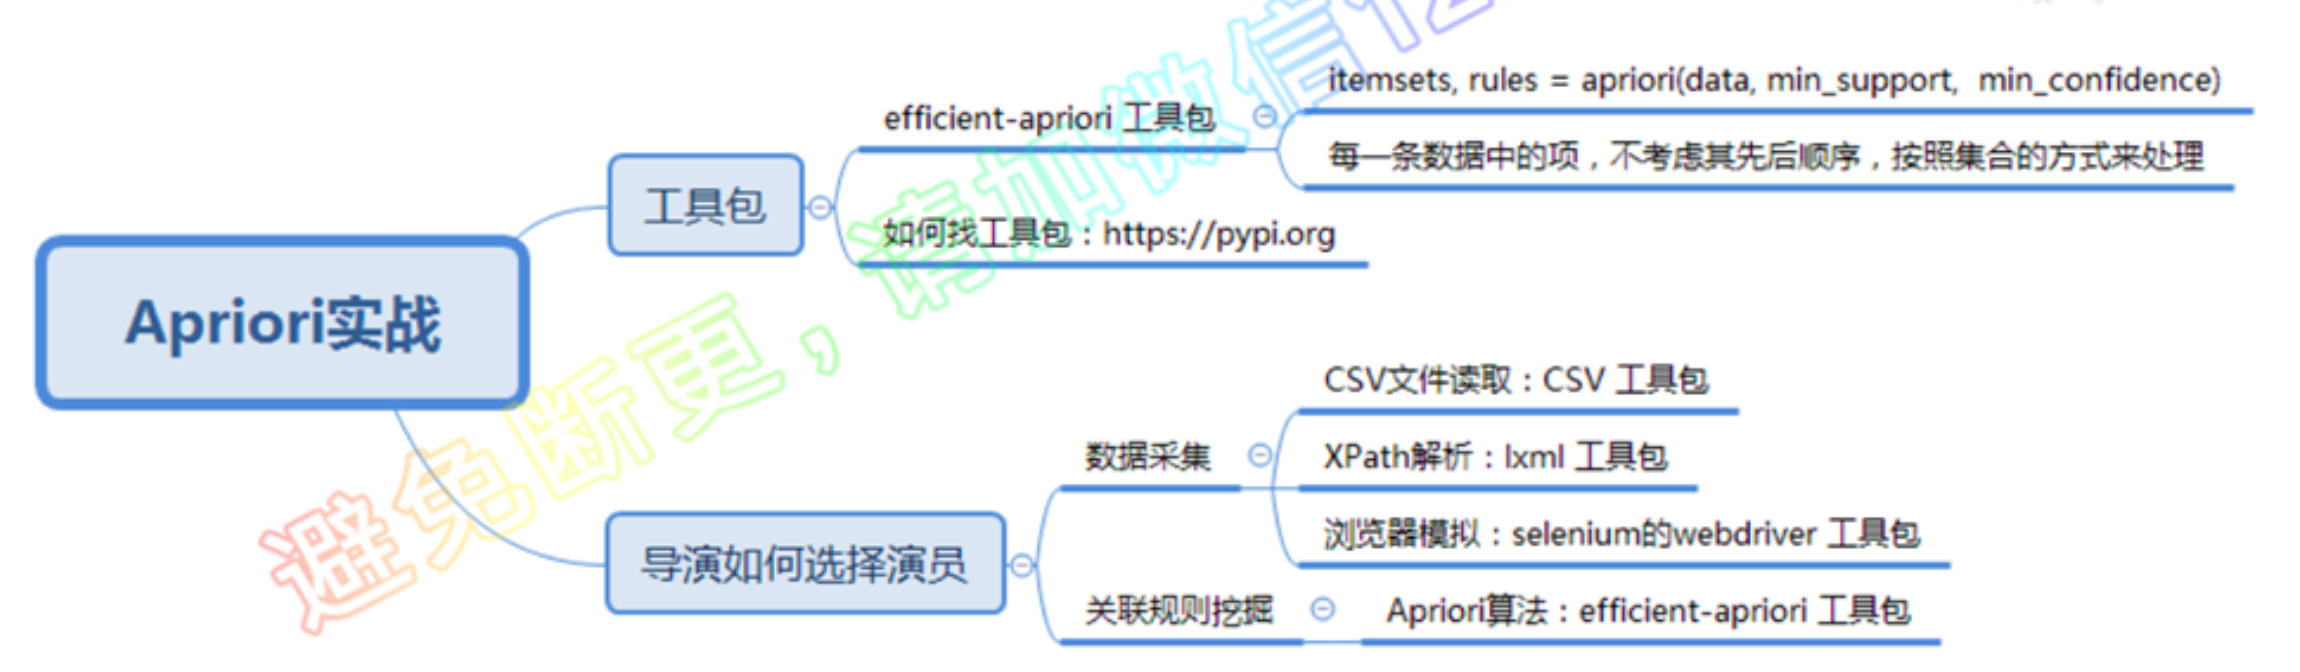 Apriori实战
工具包
efficient-apriori 工具包
itemsets, rules = apriori(data, min_support,  min_confidence)
每一条数据中的项，不考虑其先后顺序，按照集合的方式来处理
如何找工具包：https://pypi.org
导演如何选择演员
数据采集
CSV文件读取：CSV 工具包
XPath解析：lxml 工具包
浏览器模拟：selenium的webdriver 工具包
关联规则挖掘
Apriori算法：efficient-apriori 工具包
避免断更，请加微信